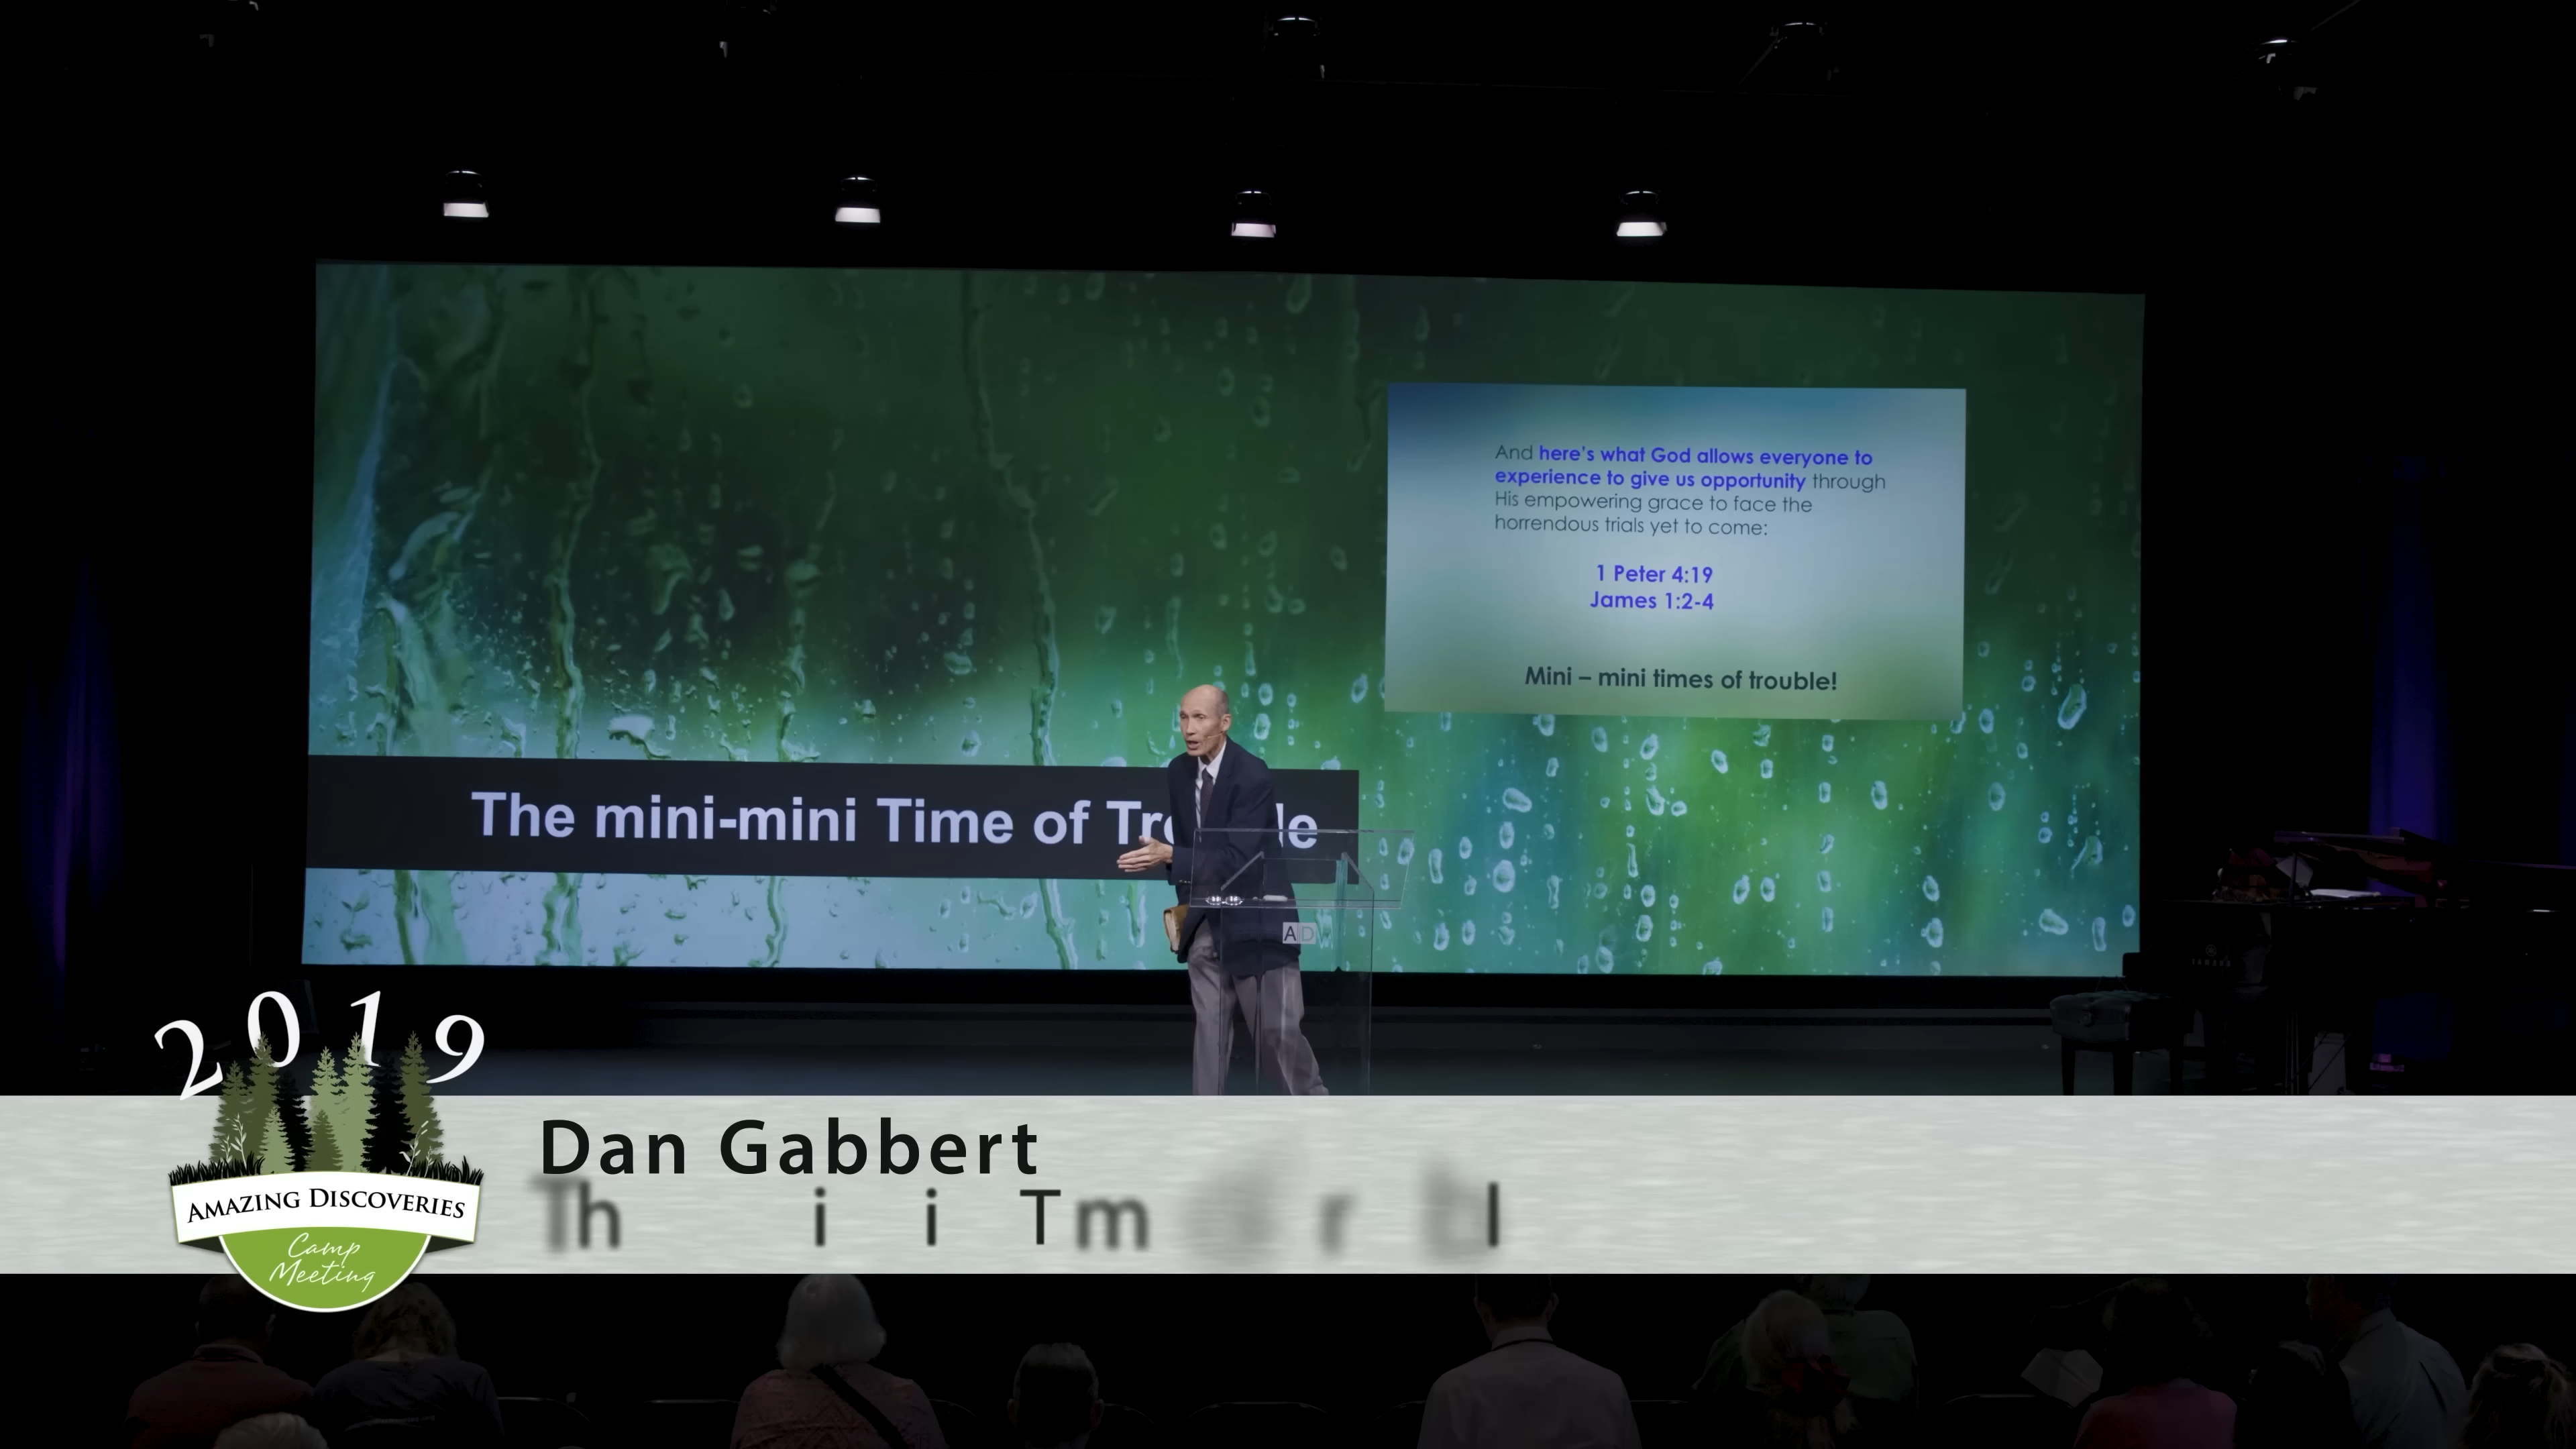 And here's what God allows everyone to
experience to give us opportunity through
His empowering grace to face the
horrendous trials yet to come:
1 Peter 4:19
James 1:2-4
Mini – mini times of trouble!
The mini-mini Time of
AD
YAMAHA
2019
AMAZING DISCOVERIES
Camp
Meeting
Dan Gabbert